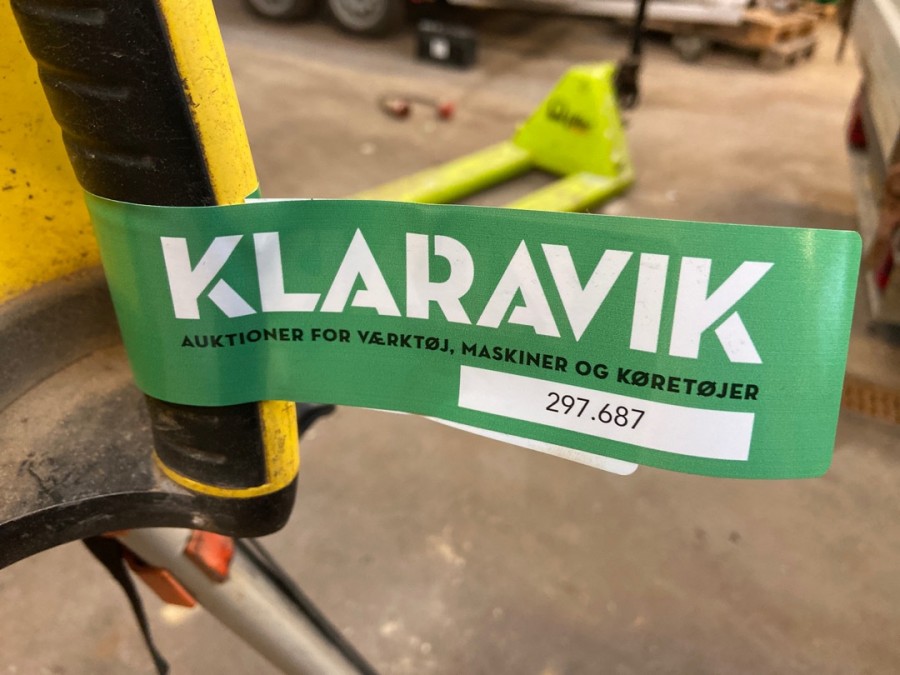 KLARAVIK
AUKTIONER FOR VÆRKTØJ, MASKINER OG KØRETØJER
297.687